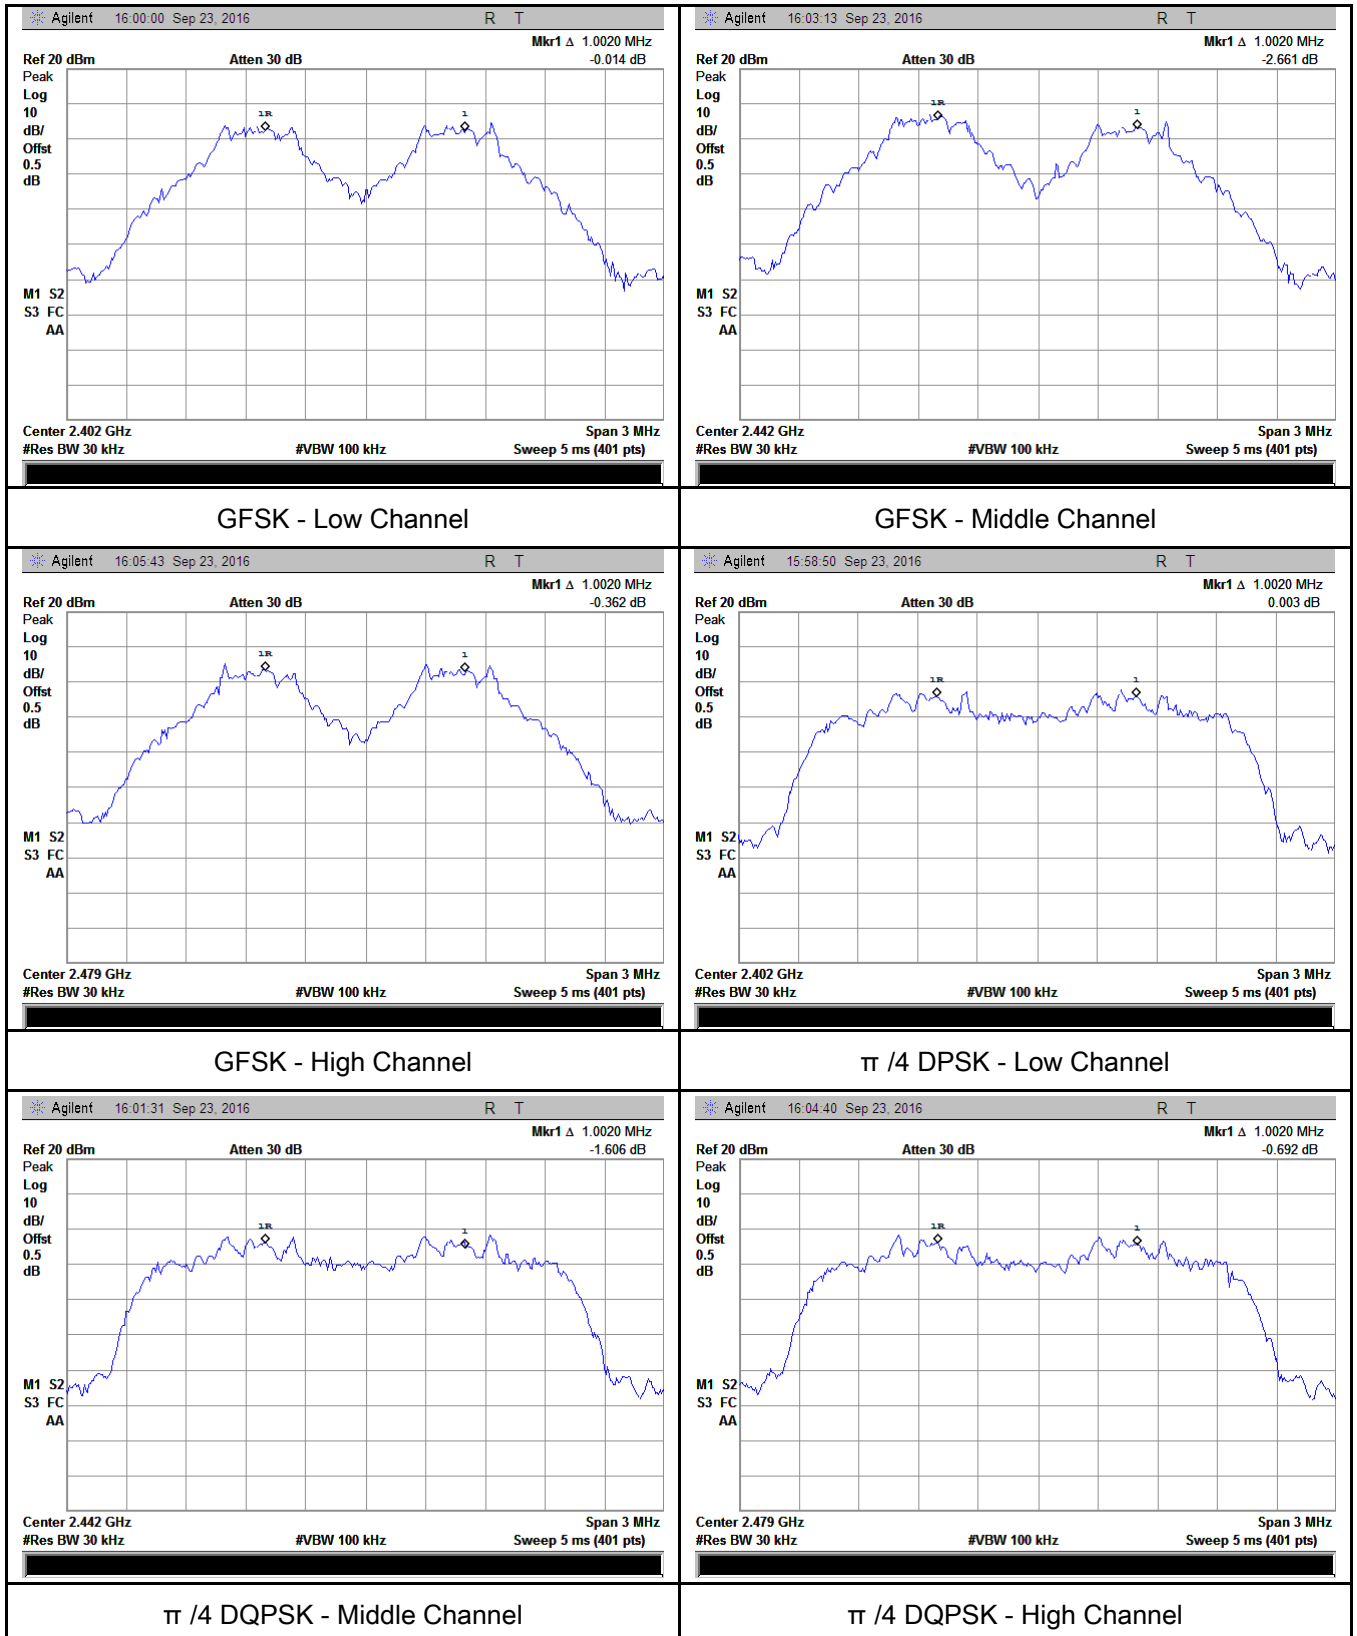 Agilent 16:00:00 Sep 23, 2016 R T
Mkr1 Δ 1.0020 MHz
Ref 20 dBm Atten 30 dB -0.014 dB
Peak
Log
10
dB/
Offst
0.5
dB
1R 1
M1 S2
S3 FC
AA
Center 2.402 GHz Span 3 MHz
#Res BW 30 kHz #VBW 100 kHz Sweep 5 ms (401 pts)
GFSK - Low Channel
Agilent 16:03:13 Sep 23, 2016 R T
Mkr1 Δ 1.0020 MHz
Ref 20 dBm Atten 30 dB -2.661 dB
Peak
Log
10
dB/
Offst
0.5
dB
1R 1
M1 S2
S3 FC
AA
Center 2.442 GHz Span 3 MHz
#Res BW 30 kHz #VBW 100 kHz Sweep 5 ms (401 pts)
GFSK - Middle Channel
Agilent 16:05:43 Sep 23, 2016 R T
Mkr1 Δ 1.0020 MHz
Ref 20 dBm Atten 30 dB -0.362 dB
Peak
Log
10
dB/
Offst
0.5
dB
1R 1
M1 S2
S3 FC
AA
Center 2.479 GHz Span 3 MHz
#Res BW 30 kHz #VBW 100 kHz Sweep 5 ms (401 pts)
GFSK - High Channel
Agilent 15:58:50 Sep 23, 2016 R T
Mkr1 Δ 1.0020 MHz
Ref 20 dBm Atten 30 dB 0.003 dB
Peak
Log
10
dB/
Offst
0.5
dB
1R 1
M1 S2
S3 FC
AA
Center 2.402 GHz Span 3 MHz
#Res BW 30 kHz #VBW 100 kHz Sweep 5 ms (401 pts)
π /4 DPSK - Low Channel
Agilent 16:01:31 Sep 23, 2016 R T
Mkr1 Δ 1.0020 MHz
Ref 20 dBm Atten 30 dB -1.606 dB
Peak
Log
10
dB/
Offst
0.5
dB
1R 1
M1 S2
S3 FC
AA
Center 2.442 GHz Span 3 MHz
#Res BW 30 kHz #VBW 100 kHz Sweep 5 ms (401 pts)
π /4 DQPSK - Middle Channel
Agilent 16:04:40 Sep 23, 2016 R T
Mkr1 Δ 1.0020 MHz
Ref 20 dBm Atten 30 dB -0.692 dB
Peak
Log
10
dB/
Offst
0.5
dB
1R 1
M1 S2
S3 FC
AA
Center 2.479 GHz Span 3 MHz
#Res BW 30 kHz #VBW 100 kHz Sweep 5 ms (401 pts)
π /4 DQPSK - High Channel